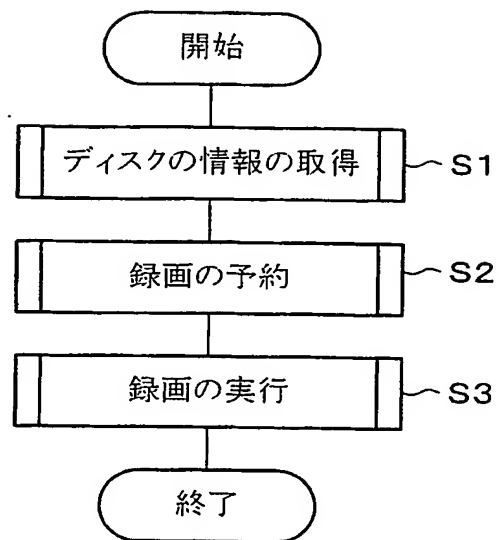 開始
ディスクの情報の取得 S1
録画の予約 S2
録画の実行 S3
終了